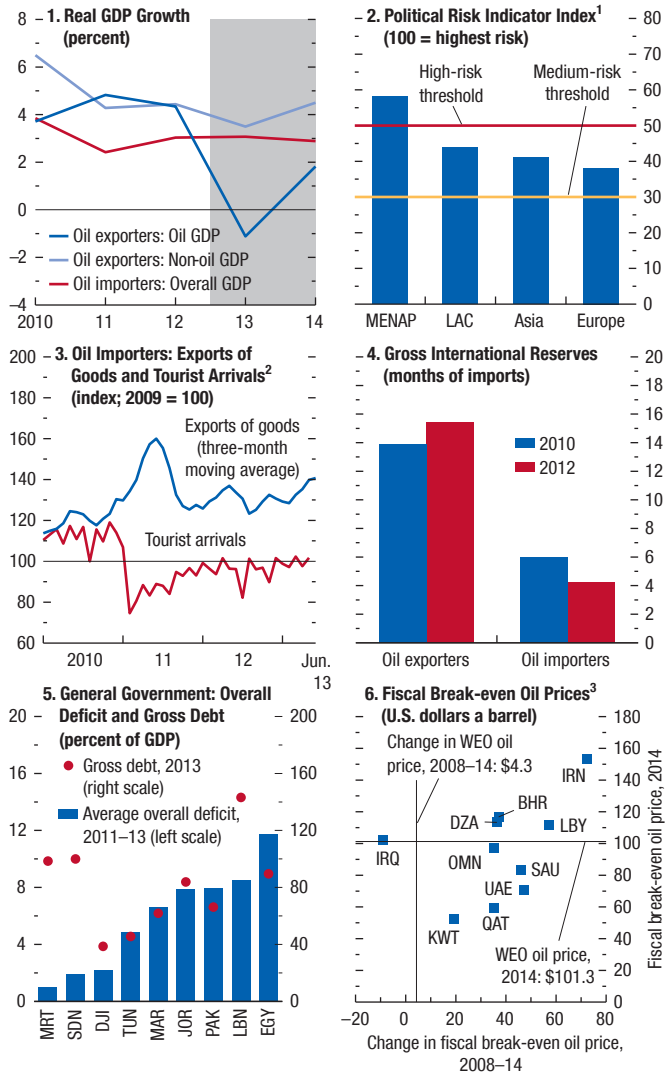 1. Real GDP Growth
(percent)
8
6
4
2
0
–2
–4
Oil exporters: Oil GDP
Oil exporters: Non-oil GDP
Oil importers: Overall GDP
2010 11 12 13 14
2. Political Risk Indicator Index1
(100 = highest risk)
High-risk
threshold
Medium-risk
threshold
80
70
60
50
40
30
20
10
0
MENAP LAC Asia Europe
3. Oil Importers: Exports of
Goods and Tourist Arrivals2
(index; 2009 = 100)
200
180
160
140
120
100
80
60
Exports of goods
(three-month
moving average)
Tourist arrivals
2010 11 12 Jun.
13
4. Gross International Reserves
(months of imports)
20
18
16
14
12
10
8
6
4
2
0
2010
2012
Oil exporters Oil importers
5. General Government: Overall
Deficit and Gross Debt
(percent of GDP)
20
16
12
8
4
0
200
160
120
80
40
0
Gross debt, 2013
(right scale)
Average overall deficit,
2011–13 (left scale)
MRT
SDN
DJI
TUN
MAR
JOR
PAK
LBN
EGY
6. Fiscal Break-even Oil Prices3
(U.S. dollars a barrel)
Change in WEO oil
price, 2008–14: $4.3
IRN
BHR
DZA
LBY
IRQ
OMN
SAU
UAE
QAT
KWT
WEO oil price,
2014: $101.3
180
160
140
120
100
80
60
40
20
0
Fiscal break-even oil price, 2014
–20 0 20 40 60 80
Change in fiscal break-even oil price,
2008–14